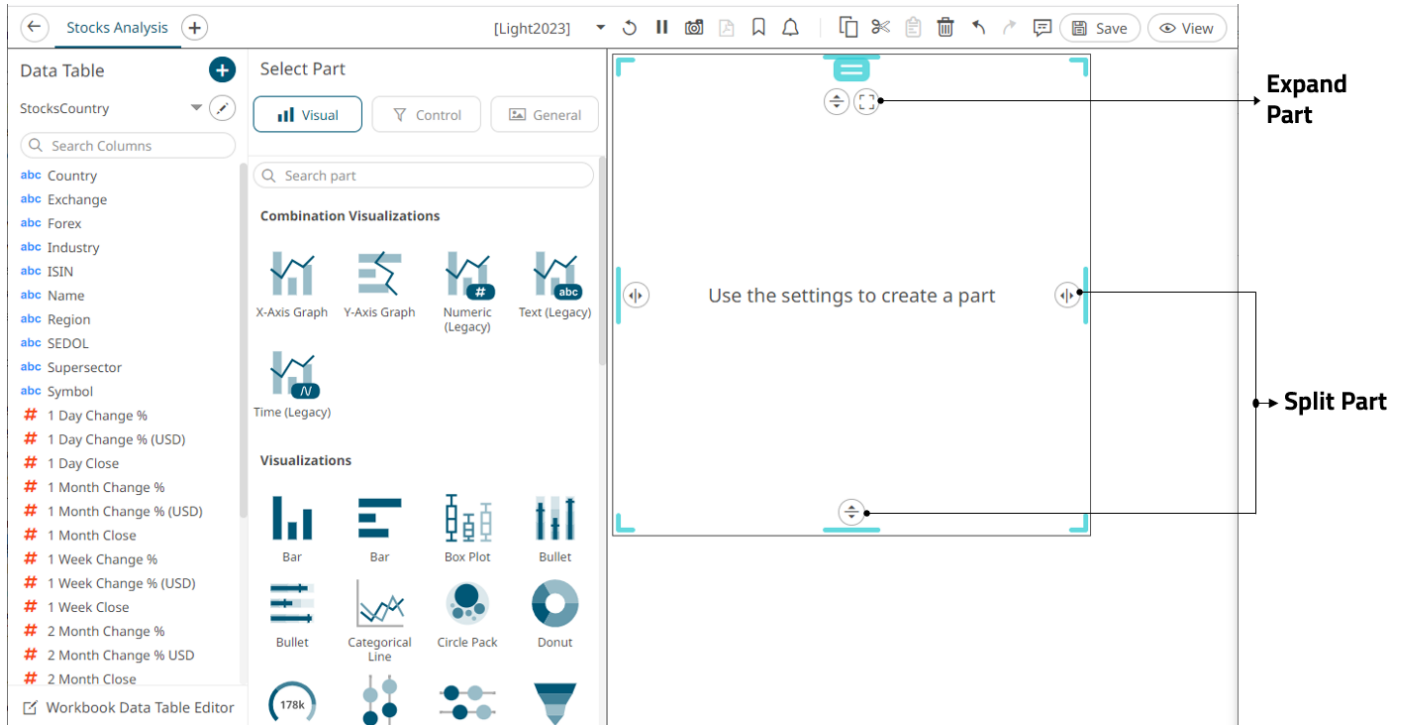 Stocks Analysis
[Light2023]
Save
View
Data Table
StocksCountry
Search Columns
abc Country
abc Exchange
abc Forex
abc Industry
abc ISIN
abc Name
abc Region
abc SEDOL
abc Supersector
abc Symbol
# 1 Day Change %
# 1 Day Change % (USD)
# 1 Day Close
# 1 Month Change %
# 1 Month Change % (USD)
# 1 Month Close
# 1 Week Change %
# 1 Week Change % (USD)
# 1 Week Close
# 2 Month Change %
# 2 Month Change % USD
# 2 Month Close
Workbook Data Table Editor
Select Part
Visual
Control
General
Search part
Combination Visualizations
X-Axis Graph
Y-Axis Graph
#
Numeric
(Legacy)
abc
Text (Legacy)
Time (Legacy)
Visualizations
Bar
Bar
Box Plot
Bullet
Bullet
Categorical
Line
Circle Pack
Donut
178k
Use the settings to create a part
Expand
Part
Split Part